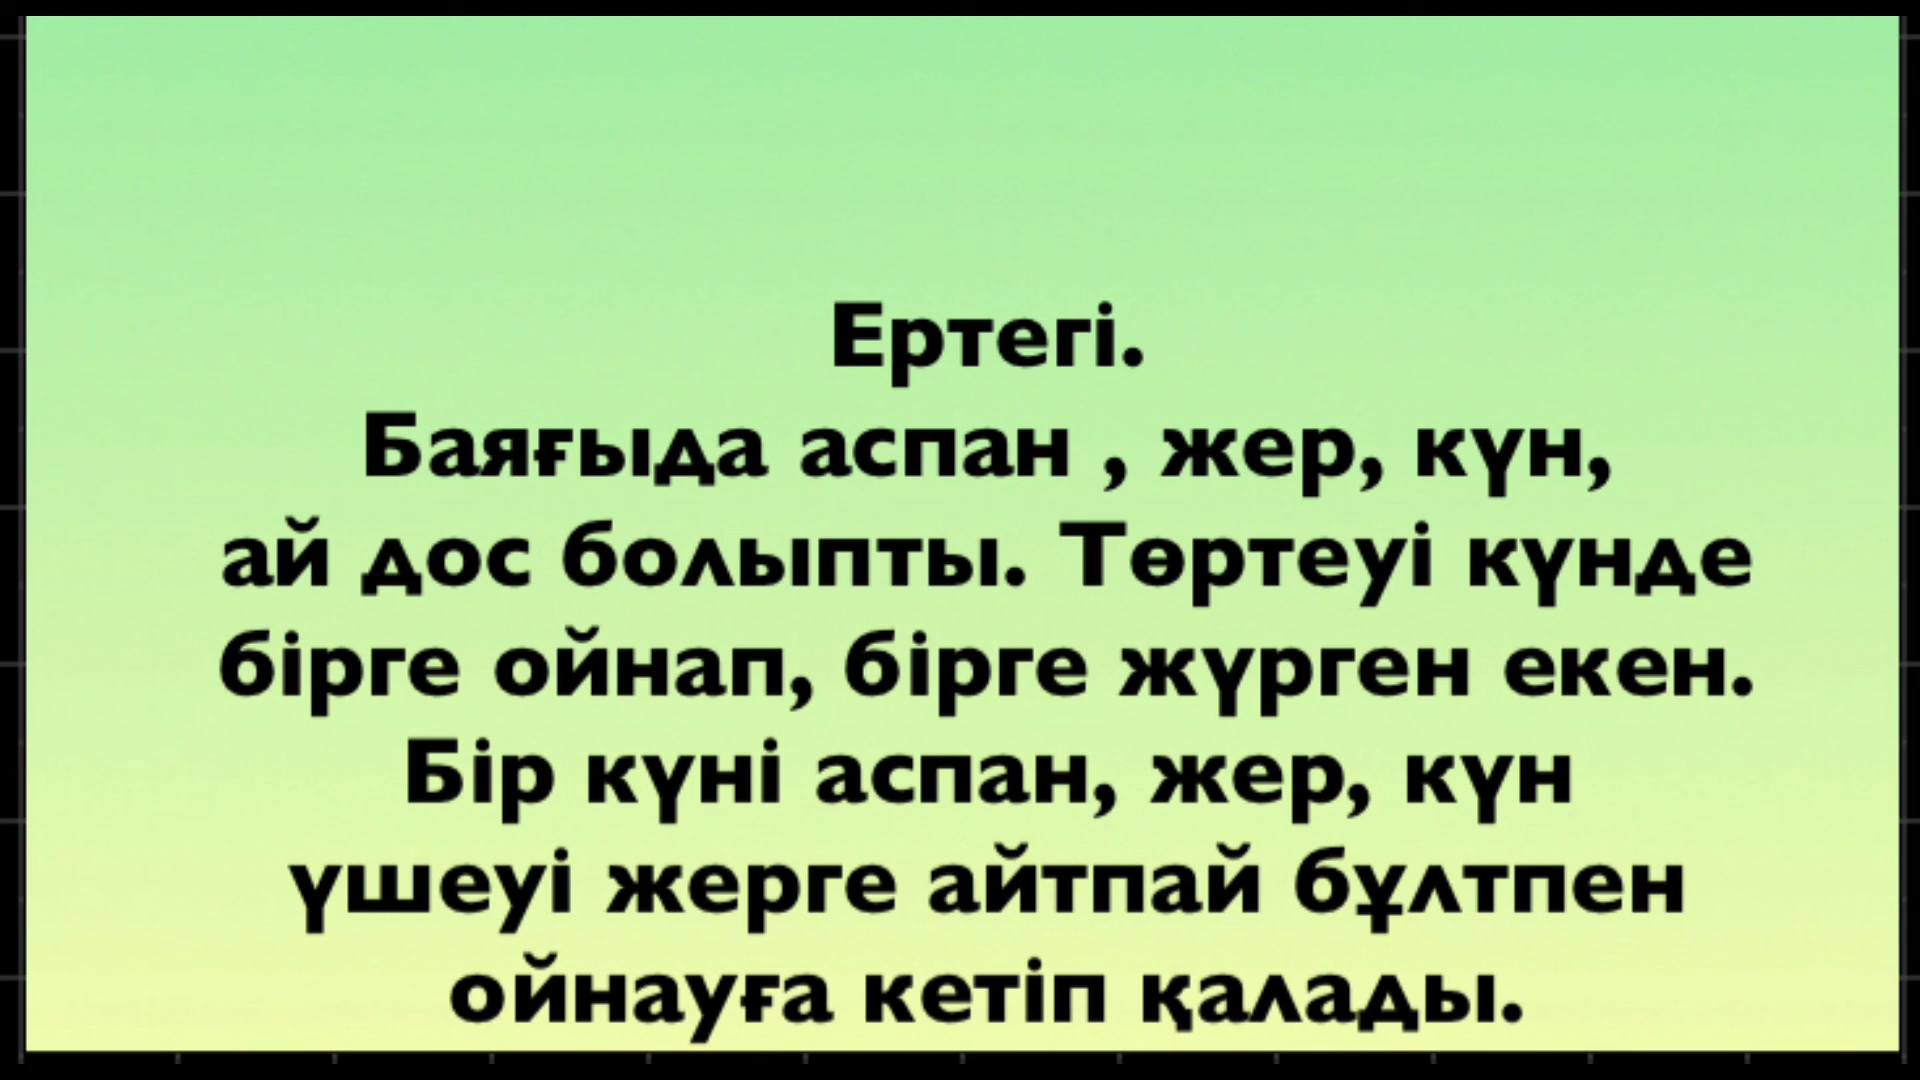 Ертегі.
Баяғыда аспан , жер, күн,
ай дос болыпты. Төртеуі күнде
бірге ойнап, бірге жүрген екен.
Бір күні аспан, жер, күн
үшеуі жерге айтпай бұлтпен
ойнауға кетіп қалады.